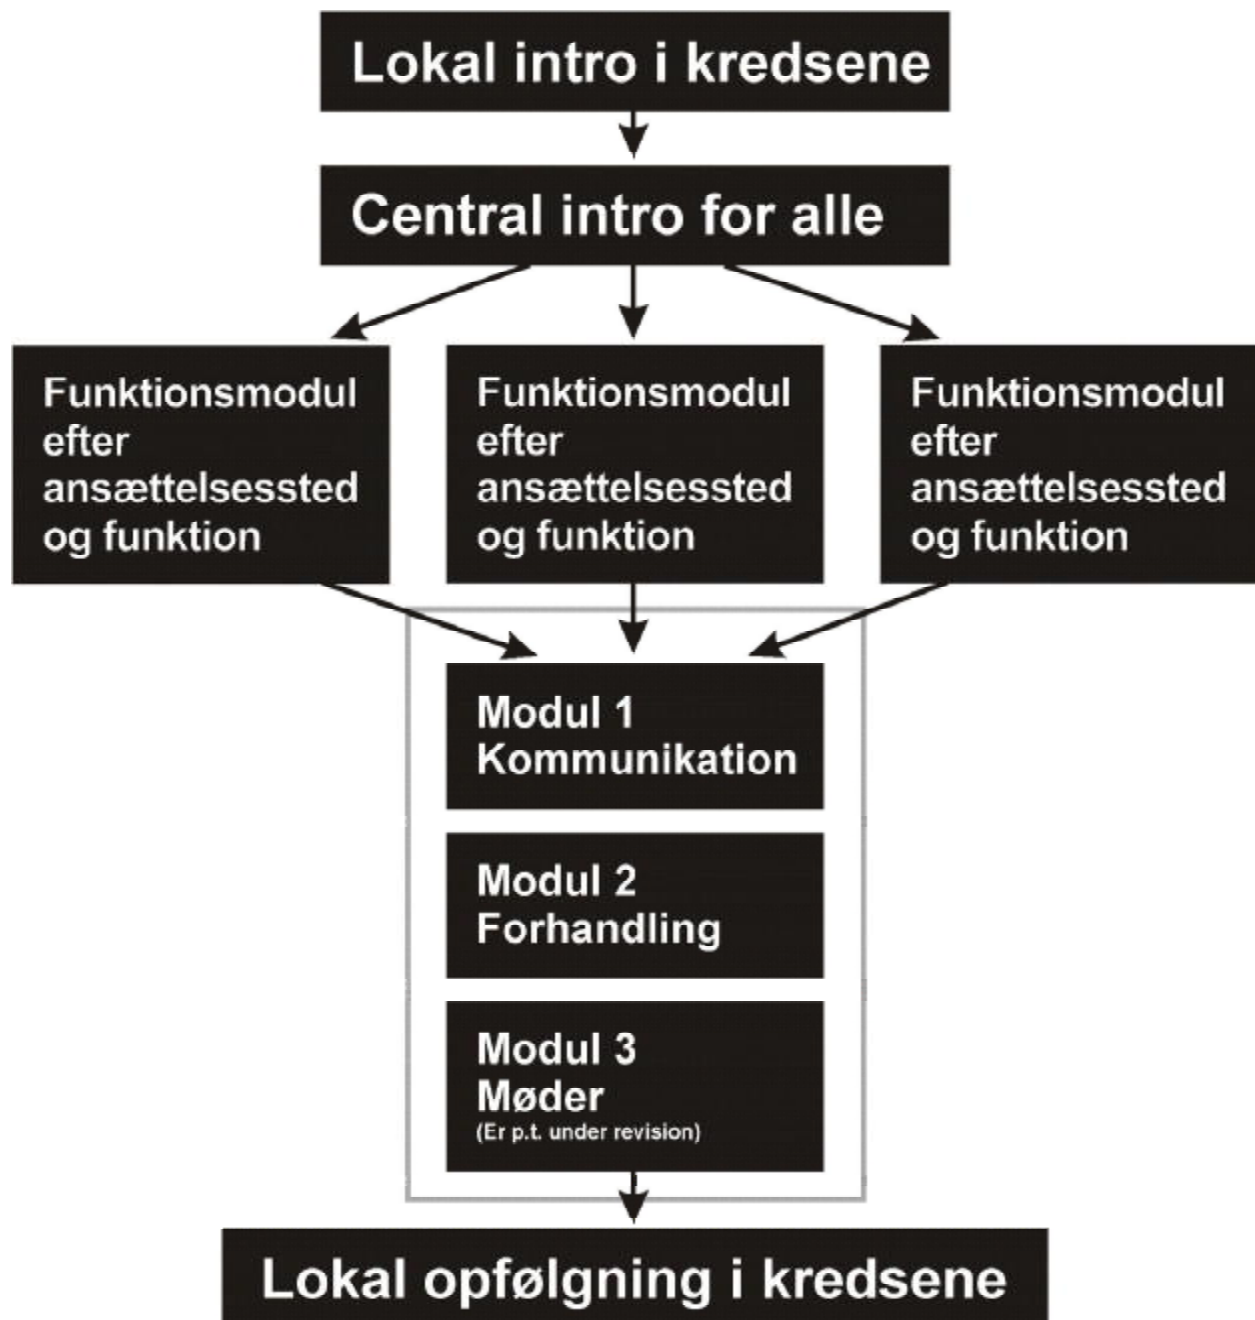 Lokal intro i kredsene
Central intro for alle
Funktionsmodul
efter
ansættelsessted
og funktion
Funktionsmodul
efter
ansættelsessted
og funktion
Funktionsmodul
efter
ansættelsessted
og funktion
Modul 1
Kommunikation
Modul 2
Forhandling
Modul 3
Møder
(Er p.t. under revision)
Lokal opfølgning i kredsene